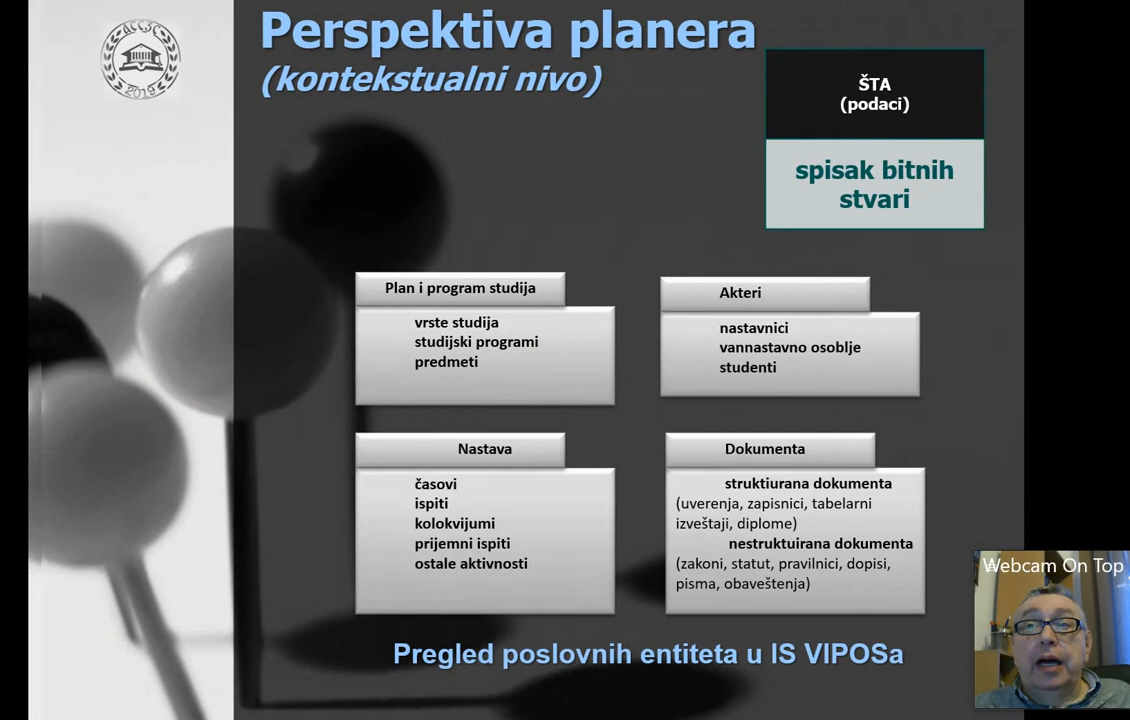 Perspektiva planera
(kontekstualni nivo)
ŠTA
(podaci)
spisak bitnih
stvari
Plan i program studija
vrste studija
studijski programi
predmeti
Akteri
nastavnici
vannastavno osoblje
studenti
Nastava
časovi
ispiti
kolokvijumi
prijemni ispiti
ostale aktivnosti
Dokumenta
struktiurana dokumenta
(uverenja, zapisnici, tabelarni
izveštaji, diplome)
nestruktuirana dokumenta
(zakoni, statut, pravilnici, dopisi,
pisma, obaveštenja)
Pregled poslovnih entiteta u IS VIPOSa
Webcam On Top
2019